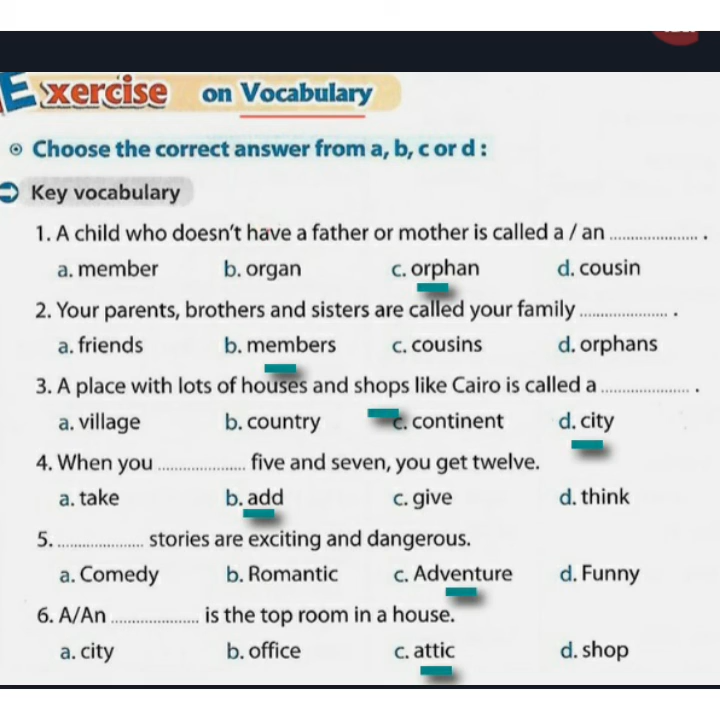 Exercise on Vocabulary
Choose the correct answer from a, b, c or d :
Key vocabulary
1. A child who doesn't have a father or mother is called a / an .................... .
a. member b. organ c. orphan d. cousin
2. Your parents, brothers and sisters are called your family .................... .
a. friends b. members c. cousins d. orphans
3. A place with lots of houses and shops like Cairo is called a .................... .
a. village b. country c. continent d. city
4. When you .................... five and seven, you get twelve.
a. take b. add c. give d. think
5. .................... stories are exciting and dangerous.
a. Comedy b. Romantic c. Adventure d. Funny
6. A/An .................... is the top room in a house.
a. city b. office c. attic d. shop